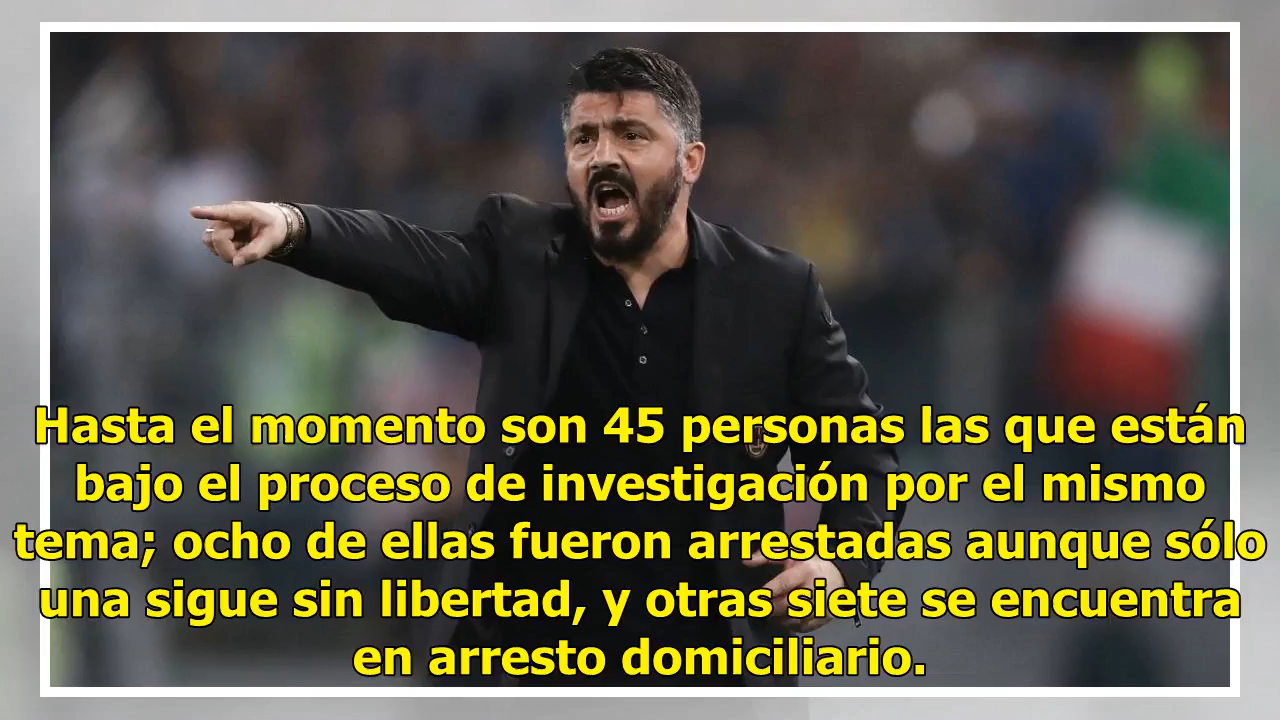 Hasta el momento son 45 personas las que están
bajo el proceso de investigación por el mismo
tema; ocho de ellas fueron arrestadas aunque sólo
una sigue sin libertad, y otras siete se encuentra
en arresto domiciliario.